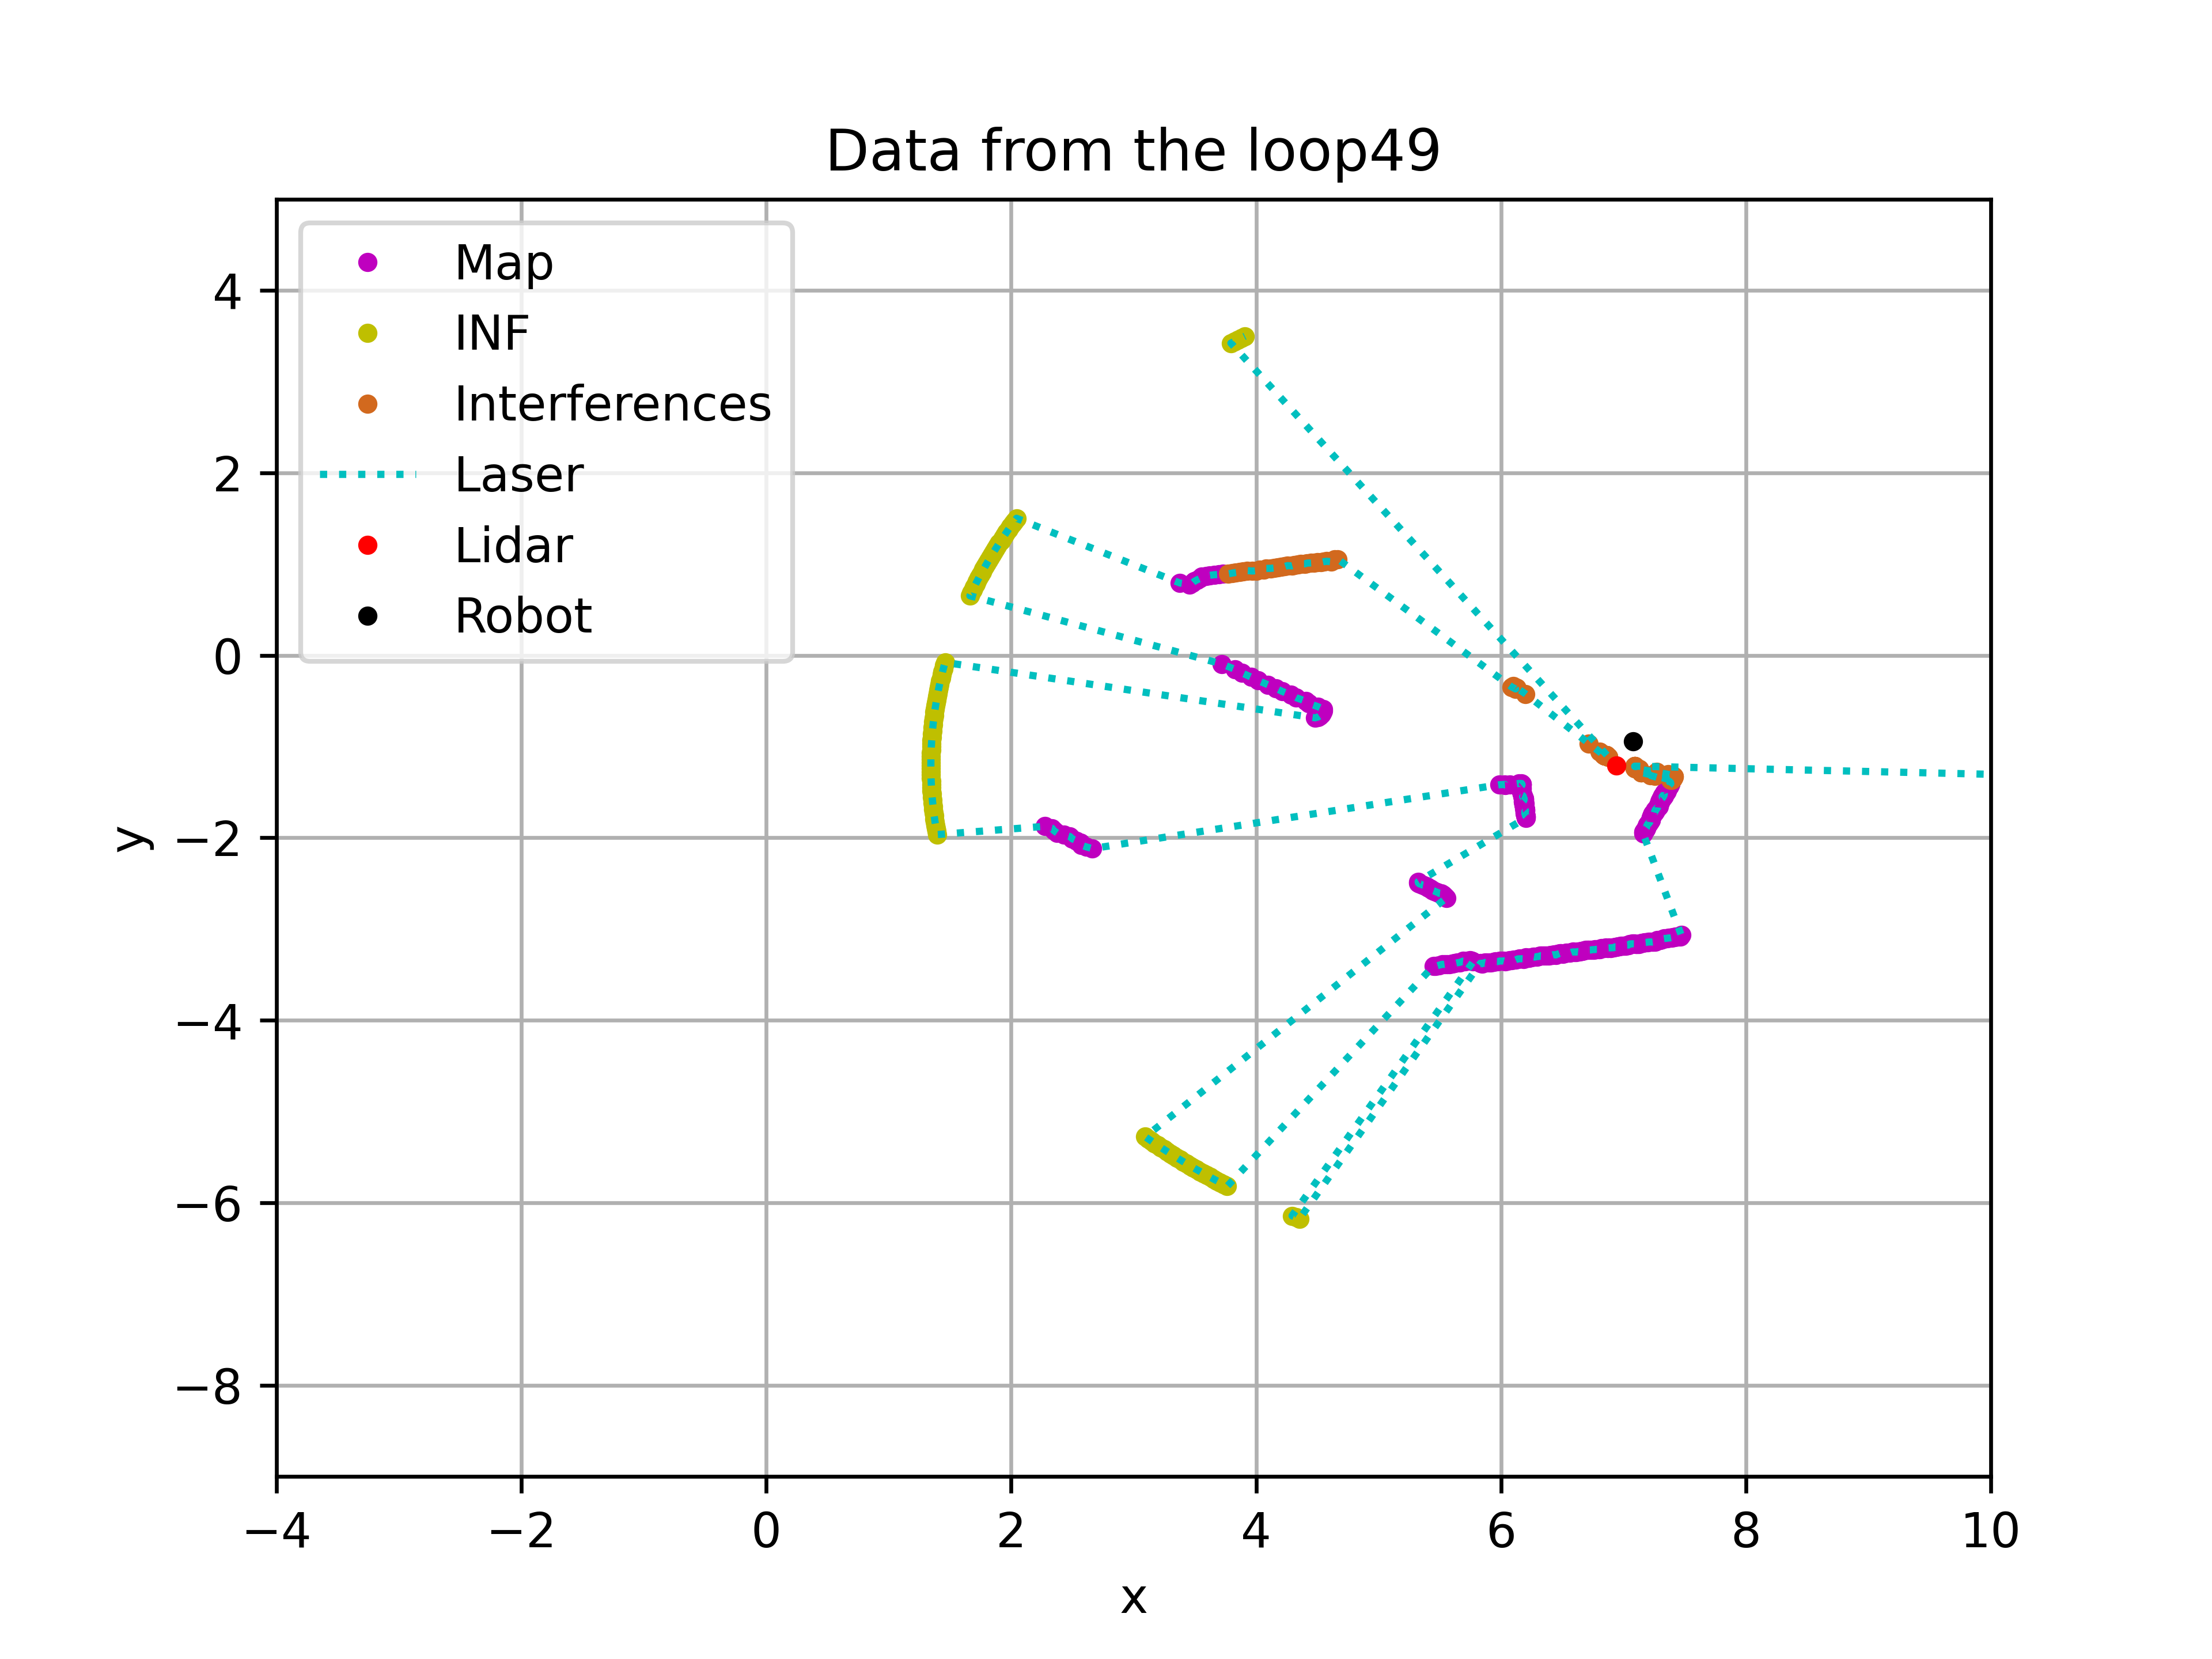 Data from the loop49
Map
INF
Interferences
Laser
Lidar
Robot
4
2
0
−2
−4
−6
−8
y
−4 −2 0 2 4 6 8 10
x